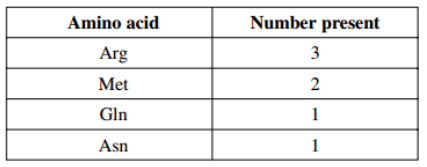 Amino acid Number present
Arg 3
Met 2
Gln 1
Asn 1